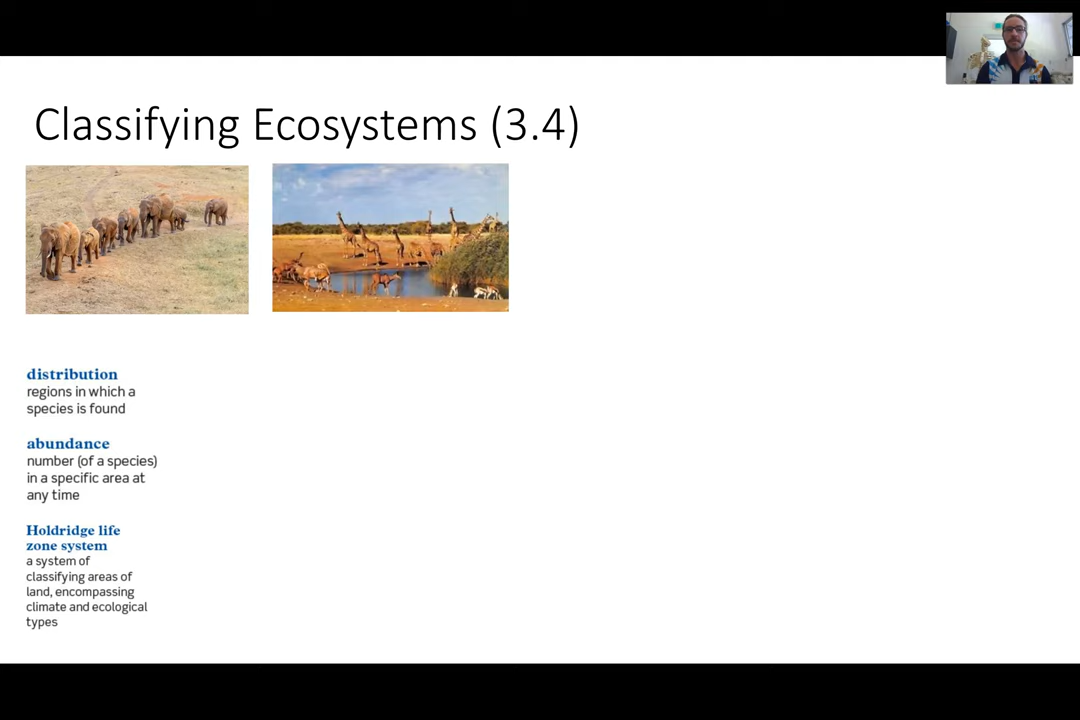 Classifying Ecosystems (3.4)
distribution
regions in which a
species is found
abundance
number (of a species)
in a specific area at
any time
Holdridge life
zone system
a system of
classifying areas of
land, encompassing
climate and ecological
types